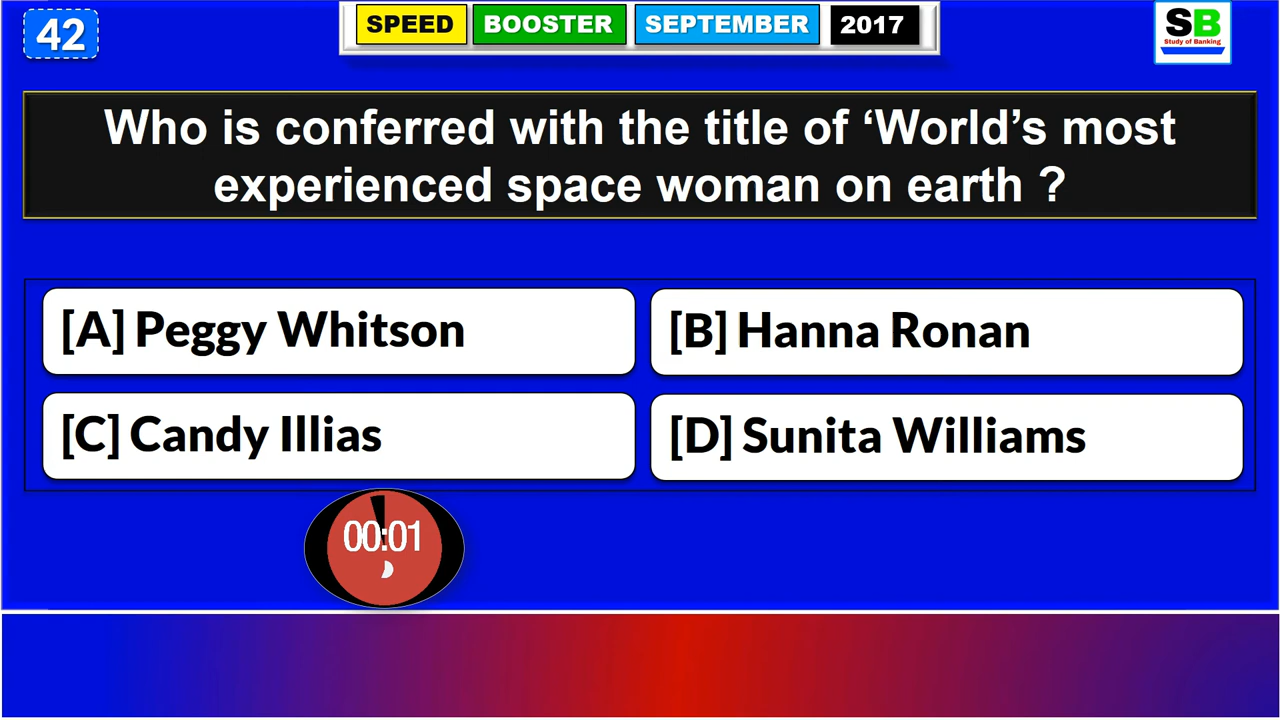 42
SPEED BOOSTER SEPTEMBER 2017
SB
Study of Banking
Who is conferred with the title of ‘World’s most
experienced space woman on earth ?
[A] Peggy Whitson
[B] Hanna Ronan
[C] Candy Illias
[D] Sunita Williams
00:01